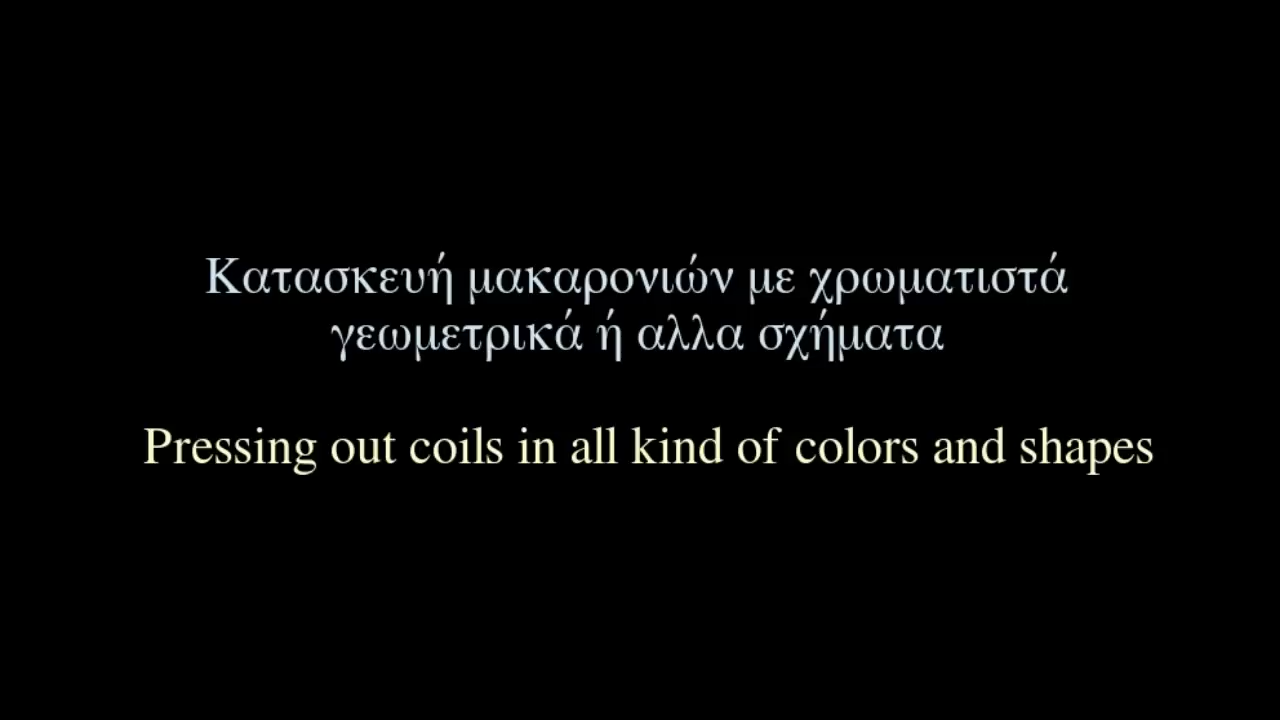 Κατασκευή μακαρονιών με χρωματιστά
γεωμετρικά ή αλλα σχήματα
Pressing out coils in all kind of colors and shapes